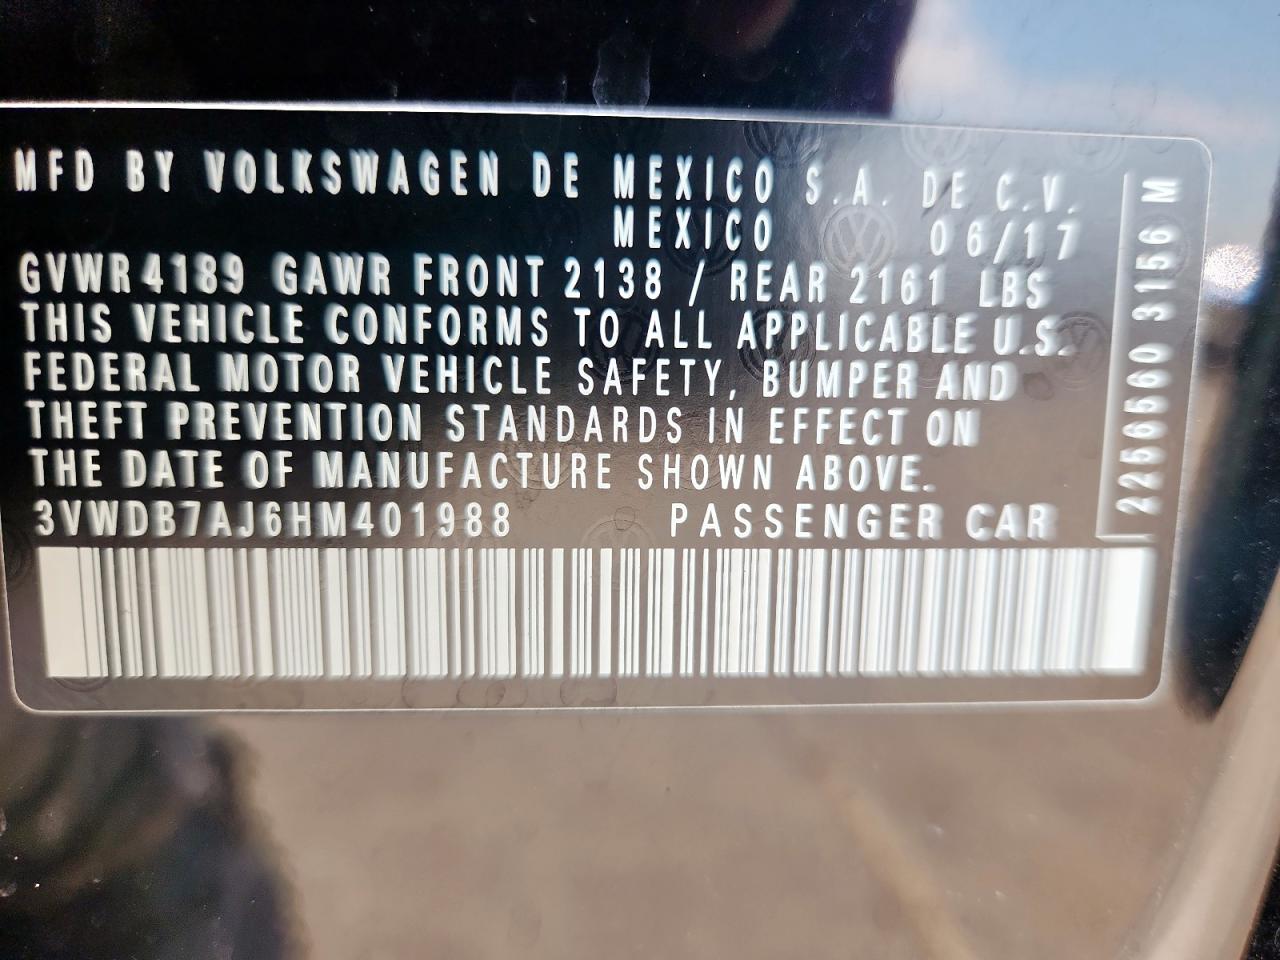 MFD BY VOLKSWAGEN DE MEXICO S.A. DE C.V.
MEXICO 06/17
GVWR 4189 GAWR FRONT 2138 / REAR 2161 LBS
THIS VEHICLE CONFORMS TO ALL APPLICABLE U.S.
FEDERAL MOTOR VEHICLE SAFETY, BUMPER AND
THEFT PREVENTION STANDARDS IN EFFECT ON
THE DATE OF MANUFACTURE SHOWN ABOVE.
3VWDB7AJ6HM401988 PASSENGER CAR
22565560 3156 M